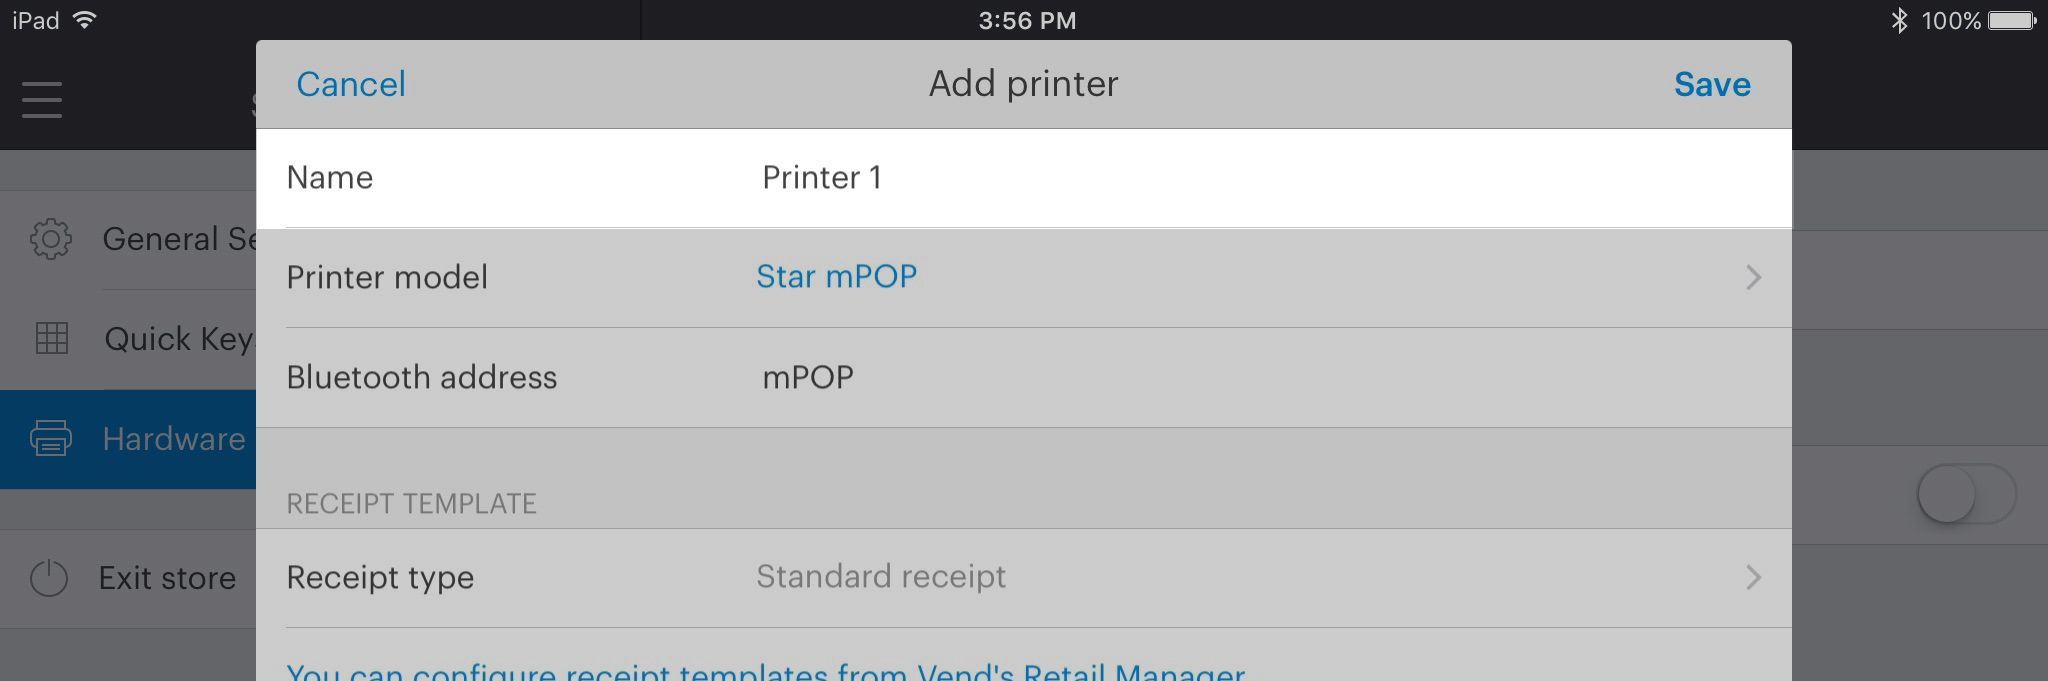 iPad 3:56 PM 100%
Cancel Add printer Save
Name Printer 1
General Se
Printer model Star mPOP
Quick Key
Bluetooth address mPOP
Hardware
RECEIPT TEMPLATE
Exit store
Receipt type Standard receipt
You can configure receipt templates from Vend's Retail Manager